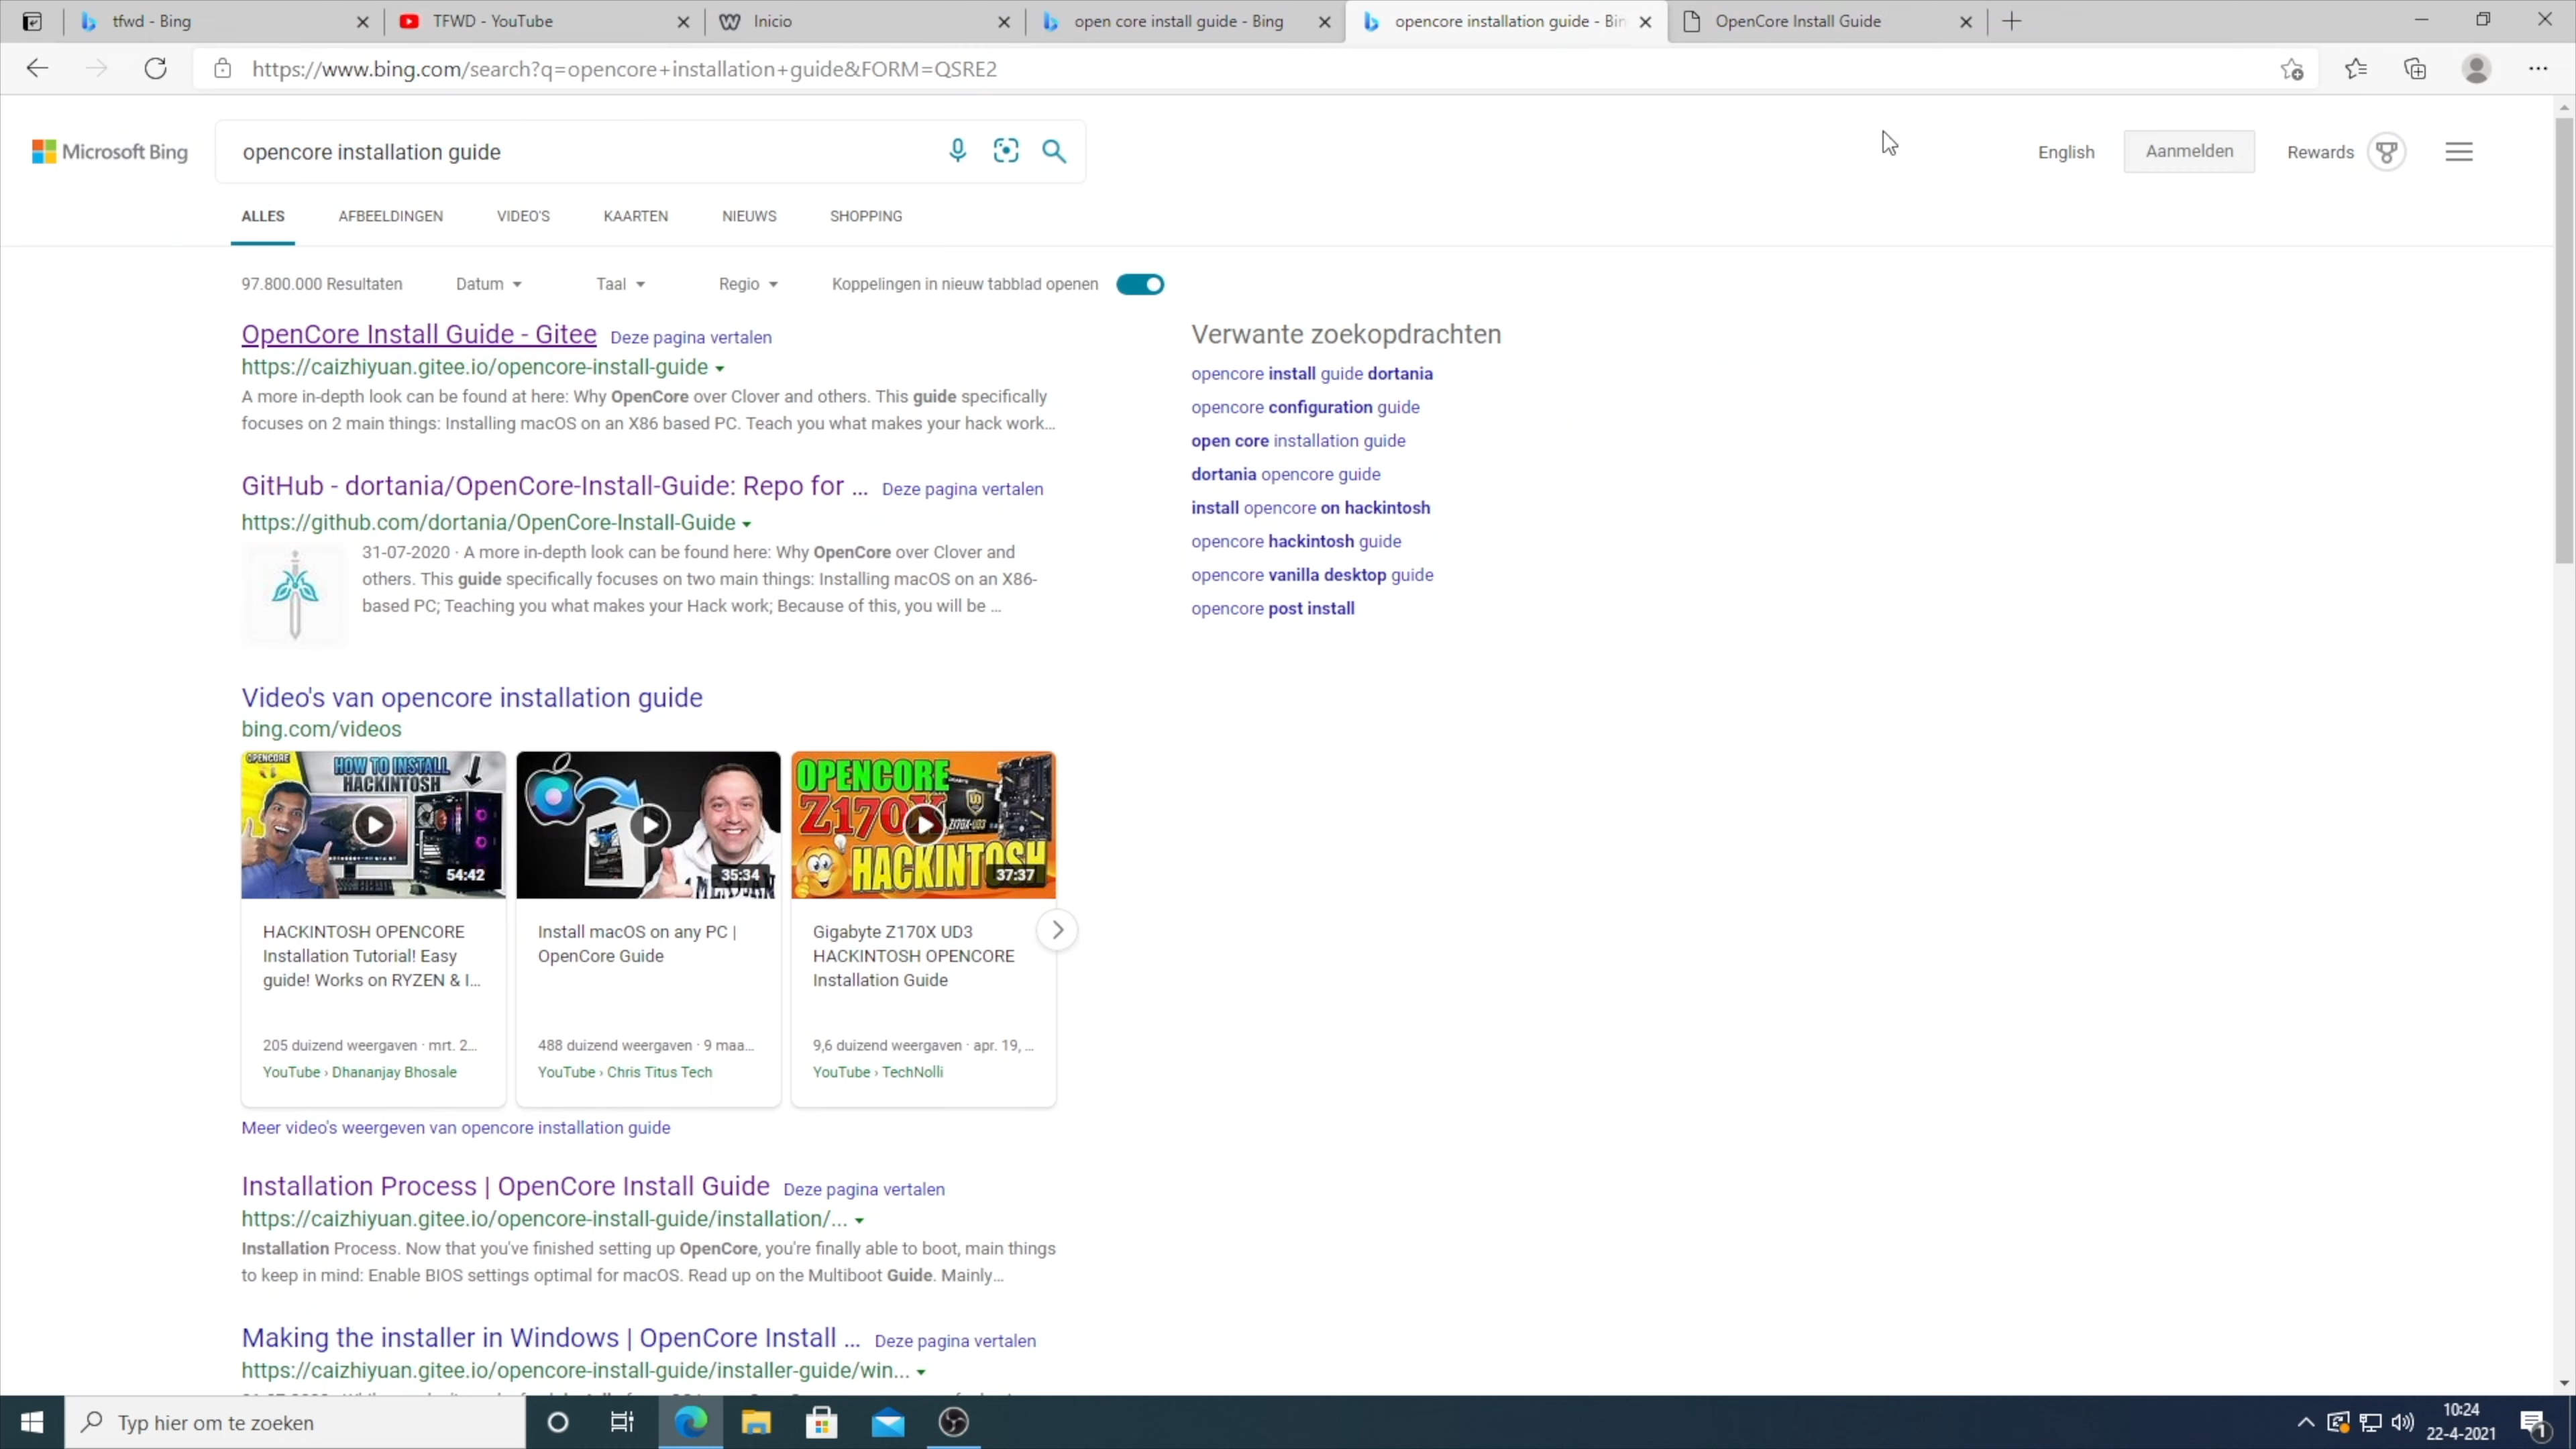 tfwd - Bing
TFWD - YouTube
Inicio
open core install guide - Bing
opencore installation guide - Bin
OpenCore Install Guide
https://www.bing.com/search?q=opencore+installation+guide&FORM=QSRE2
Microsoft Bing
opencore installation guide
English
Aanmelden
Rewards
ALLES
AFBEELDINGEN
VIDEO'S
KAARTEN
NIEUWS
SHOPPING
97.800.000 Resultaten
Datum
Taal
Regio
Koppelingen in nieuw tabblad openen
OpenCore Install Guide - Gitee Deze pagina vertalen
https://caizhiyuan.gitee.io/opencore-install-guide
A more in-depth look can be found at here: Why OpenCore over Clover and others. This guide specifically
focuses on 2 main things: Installing macOS on an X86 based PC. Teach you what makes your hack work...
GitHub - dortania/OpenCore-Install-Guide: Repo for ... Deze pagina vertalen
https://github.com/dortania/OpenCore-Install-Guide
31-07-2020 · A more in-depth look can be found here: Why OpenCore over Clover and
others. This guide specifically focuses on two main things: Installing macOS on an X86-
based PC; Teaching you what makes your Hack work; Because of this, you will be ...
Video's van opencore installation guide
bing.com/videos
OPENCORE
HOW TO INSTALL
HACKINTOSH
54:42
35:34
OPENCORE
Z170X
Z170X-UD3
HACKINTOSH
37:37
HACKINTOSH OPENCORE
Installation Tutorial! Easy
guide! Works on RYZEN & I...
205 duizend weergaven · mrt. 2...
YouTube › Dhananjay Bhosale
Install macOS on any PC |
OpenCore Guide
488 duizend weergaven · 9 maa...
YouTube › Chris Titus Tech
Gigabyte Z170X UD3
HACKINTOSH OPENCORE
Installation Guide
9,6 duizend weergaven · apr. 19, ...
YouTube › TechNolli
Meer video's weergeven van opencore installation guide
Installation Process | OpenCore Install Guide Deze pagina vertalen
https://caizhiyuan.gitee.io/opencore-install-guide/installation/...
Installation Process. Now that you've finished setting up OpenCore, you're finally able to boot, main things
to keep in mind: Enable BIOS settings optimal for macOS. Read up on the Multiboot Guide. Mainly...
Making the installer in Windows | OpenCore Install ... Deze pagina vertalen
https://caizhiyuan.gitee.io/opencore-install-guide/installer-guide/win...
Verwante zoekopdrachten
opencore install guide dortania
opencore configuration guide
open core installation guide
dortania opencore guide
install opencore on hackintosh
opencore hackintosh guide
opencore vanilla desktop guide
opencore post install
Typ hier om te zoeken
10:24
22-4-2021
1